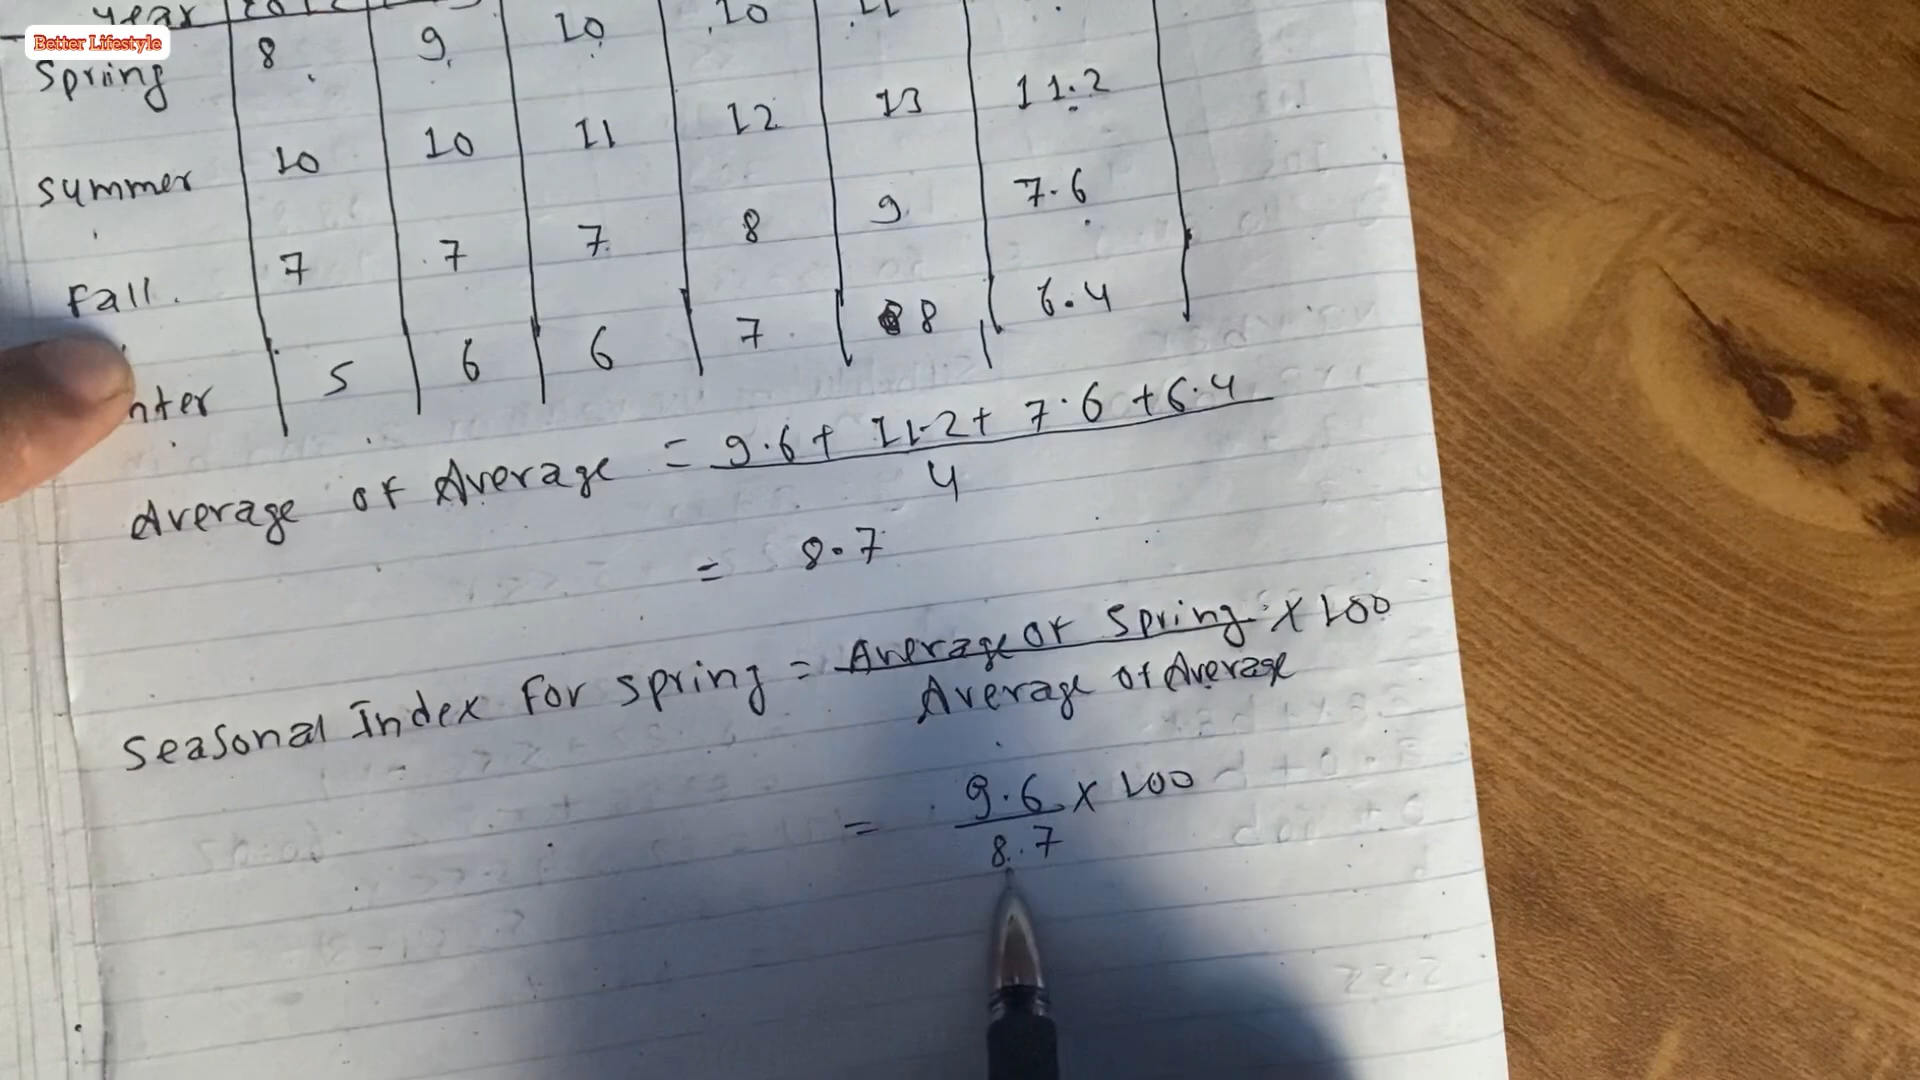 year
Better Lifestyle
Spring 8 9 10 10 11
Summer 10 10 11 12 13 11.2
Fall. 7 7 7 8 9 7.6
nter 5 6 6 7 8 6.4
Average of Average = 9.6 + 11.2 + 7.6 + 6.4
4
= 8.7
Seasonal Index For Spring = Average of Spring × 100
Average of Average
= 9.6 × 100
8.7